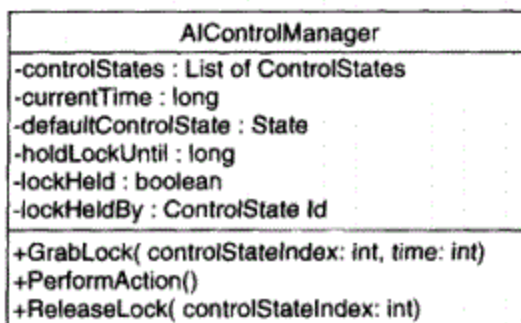 AIControlManager
-controlStates : List of ControlStates
-currentTime : long
-defaultControlState : State
-holdLockUntil : long
-lockHeld : boolean
-lockHeldBy : ControlState Id
+GrabLock( controlStateIndex: int, time: int)
+PerformAction()
+ReleaseLock( controlStateIndex: int)